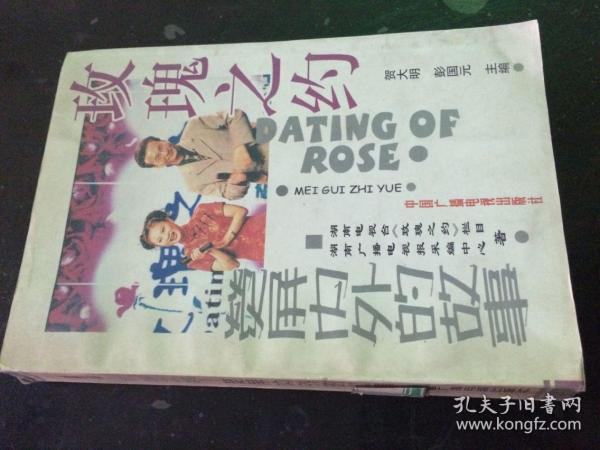 玫瑰之约
贺大明 彭国元 主编
DATING OF
ROSE
MEI GUI ZHI YUE
中国广播电视出版社
湖南电视台《玫瑰之约》栏目
湖南广播电视报采编中心
著
荧屏内外的故事
atin
孔夫子旧书网
www.kongfz.com